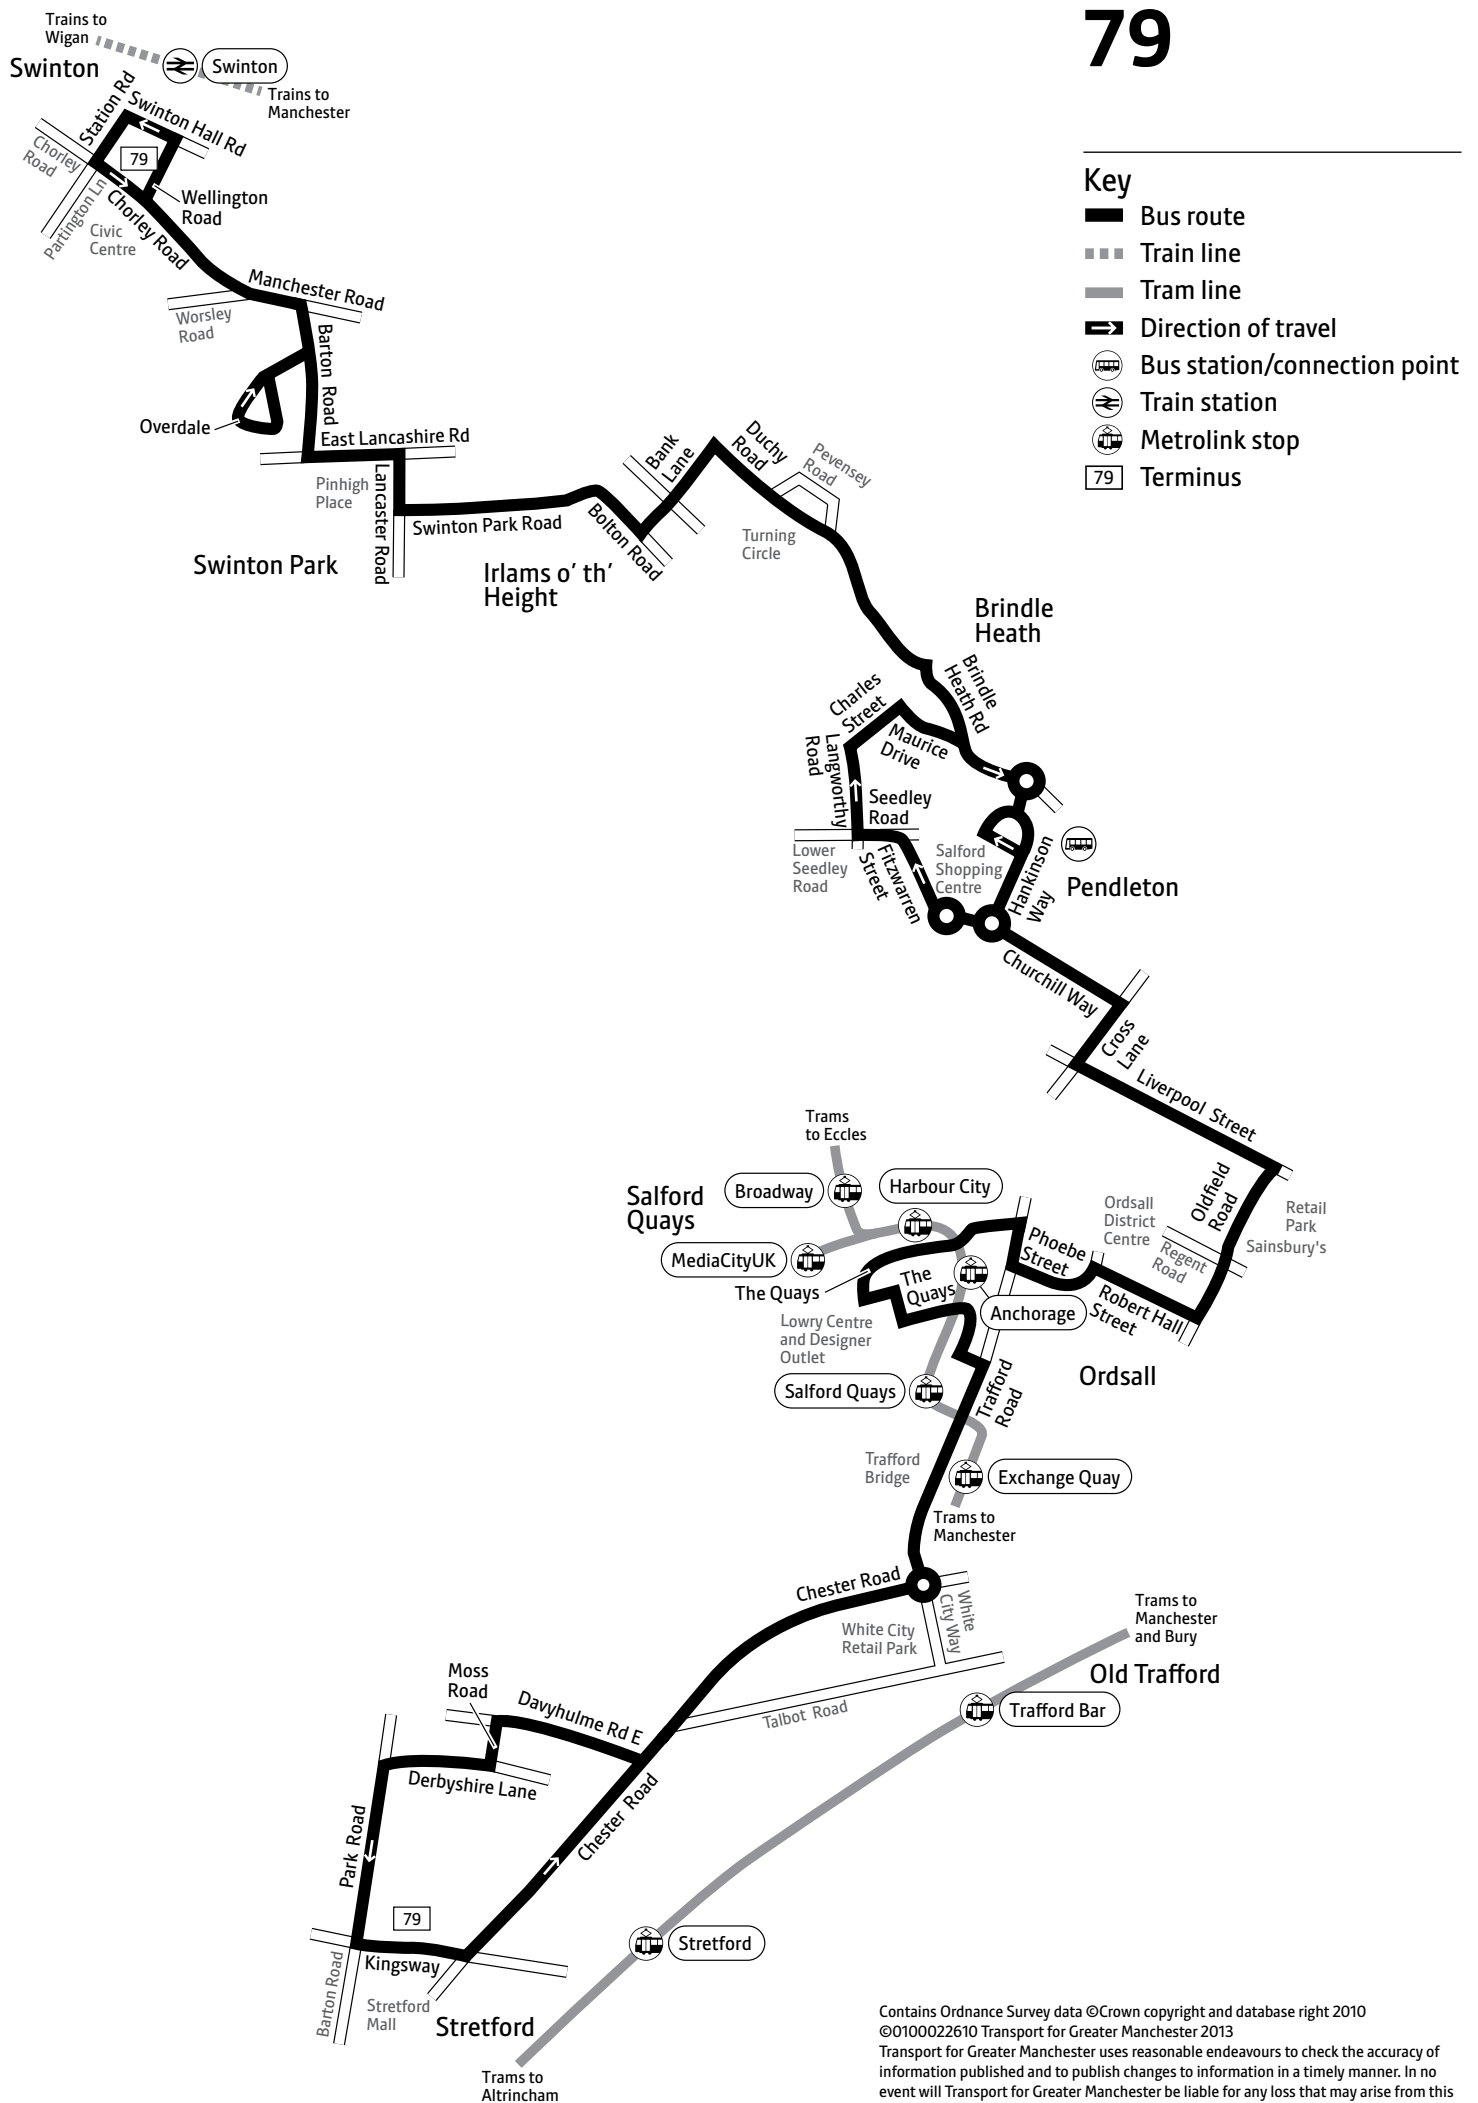 79
Trains to
Wigan
Swinton
Swinton
Trains to
Manchester
Station Rd
Swinton Hall Rd
Chorley
Road
79
Wellington
Road
Partington Ln
Chorley Road
Civic
Centre
Key
Bus route
Train line
Tram line
Direction of travel
Bus station/connection point
Train station
Metrolink stop
79 Terminus
Manchester Road
Worsley
Road
Barton Road
Overdale
East Lancashire Rd
Pinhigh
Place
Lancaster Road
Swinton Park Road
Swinton Park
Bolton Road
Irlams o' th'
Height
Bank
Lane
Duchy
Road
Pevensey
Road
Turning
Circle
Brindle
Heath
Brindle
Heath Rd
Charles
Street
Maurice
Drive
Langworthy
Road
Seedley
Road
Lower
Seedley
Road
Fitzwarren
Street
Salford
Shopping
Centre
Hankinson
Way
Pendleton
Churchill Way
Cross
Lane
Liverpool Street
Trams
to Eccles
Broadway
Harbour City
Salford
Quays
MediaCityUK
The Quays
The
Quays
Lowry Centre
and Designer
Outlet
Anchorage
Phoebe
Street
Ordsall
District
Centre
Regent
Road
Oldfield
Road
Retail
Park
Sainsbury's
Robert Hall
Street
Ordsall
Salford Quays
Trafford
Road
Trafford
Bridge
Exchange Quay
Trams to
Manchester
Chester Road
White
City Way
White City
Retail Park
Trams to
Manchester
and Bury
Old Trafford
Trafford Bar
Talbot Road
Moss
Road
Davyhulme Rd E
Derbyshire Lane
Chester Road
Park Road
79
Kingsway
Barton Road
Stretford
Mall
Stretford
Stretford
Trams to
Altrincham
Contains Ordnance Survey data ©Crown copyright and database right 2010
©0100022610 Transport for Greater Manchester 2013
Transport for Greater Manchester uses reasonable endeavours to check the accuracy of
information published and to publish changes to information in a timely manner. In no
event will Transport for Greater Manchester be liable for any loss that may arise from this